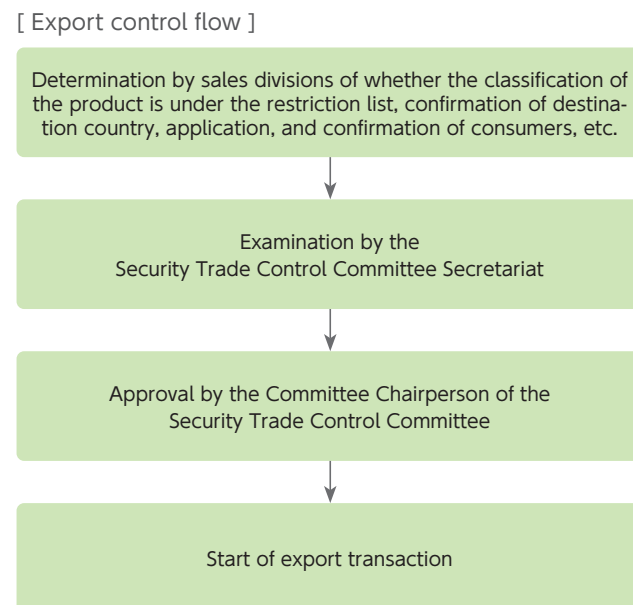 [ Export control flow ]
Determination by sales divisions of whether the classification of
the product is under the restriction list, confirmation of destina-
tion country, application, and confirmation of consumers, etc.
Examination by the
Security Trade Control Committee Secretariat
Approval by the Committee Chairperson of the
Security Trade Control Committee
Start of export transaction